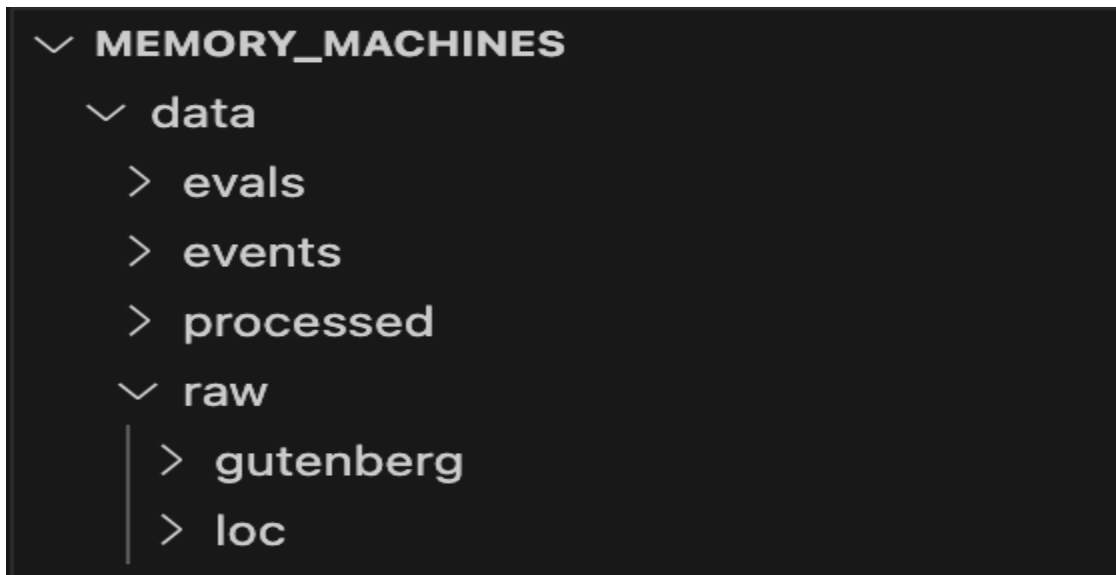 MEMORY_MACHINES
data
evals
events
processed
raw
gutenberg
loc